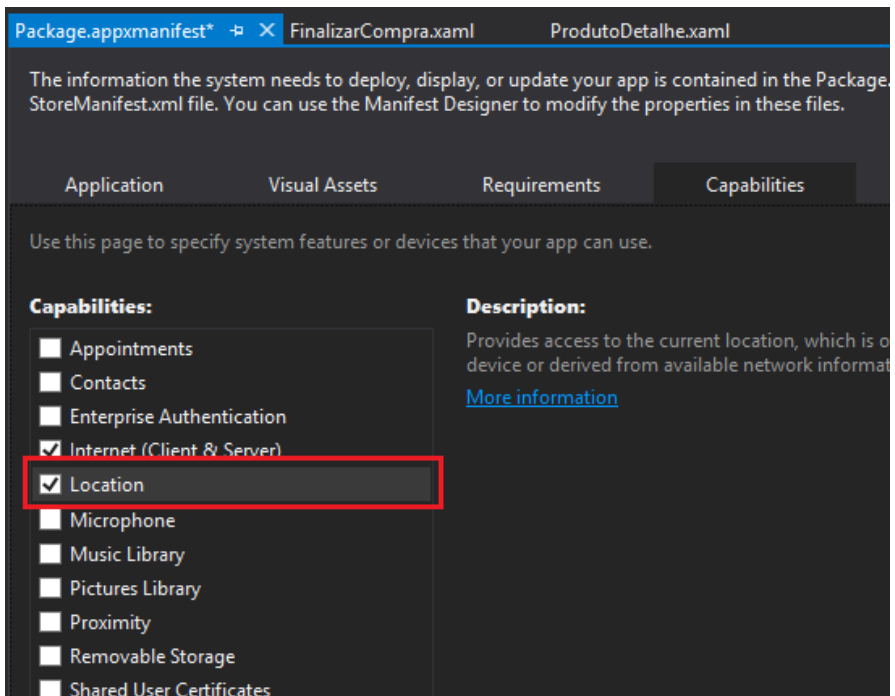 Package.appxmanifest* FinalizarCompra.xaml ProdutoDetalhe.xaml
The information the system needs to deploy, display, or update your app is contained in the Package.
StoreManifest.xml file. You can use the Manifest Designer to modify the properties in these files.
Application Visual Assets Requirements Capabilities
Use this page to specify system features or devices that your app can use.
Capabilities:
Appointments
Contacts
Enterprise Authentication
Internet (Client & Server)
Location
Microphone
Music Library
Pictures Library
Proximity
Removable Storage
Shared User Certificates
Description:
Provides access to the current location, which is
device or derived from available network
More information